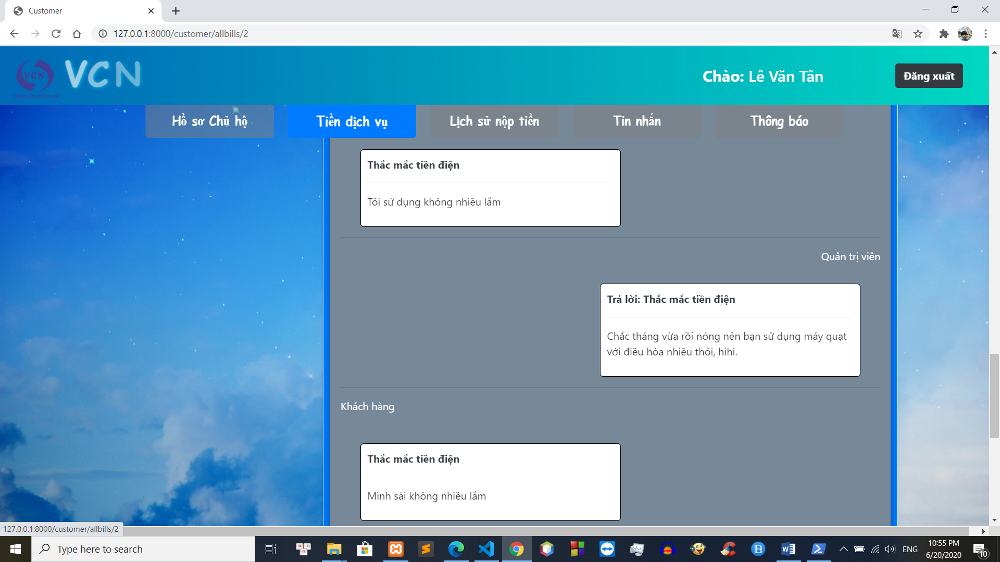 Customer
127.0.0.1:8000/customer/allbills/2
VCN
VCN
Chào: Lê Văn Tân
Đăng xuất
Hồ sơ Chủ hộ
Tiền dịch vụ
Lịch sử nộp tiền
Tin nhắn
Thông báo
Thắc mắc tiền điện
Tôi sử dụng không nhiều lắm
Quản trị viên
Trả lời: Thắc mắc tiền điện
Chắc tháng vừa rồi nóng nên bạn sử dụng máy quạt
với điều hòa nhiều thôi, hihi.
Khách hàng
Thắc mắc tiền điện
Mình sài không nhiều lắm
127.0.0.1:8000/customer/allbills/2
Type here to search
ENG
10:55 PM
6/20/2020
10